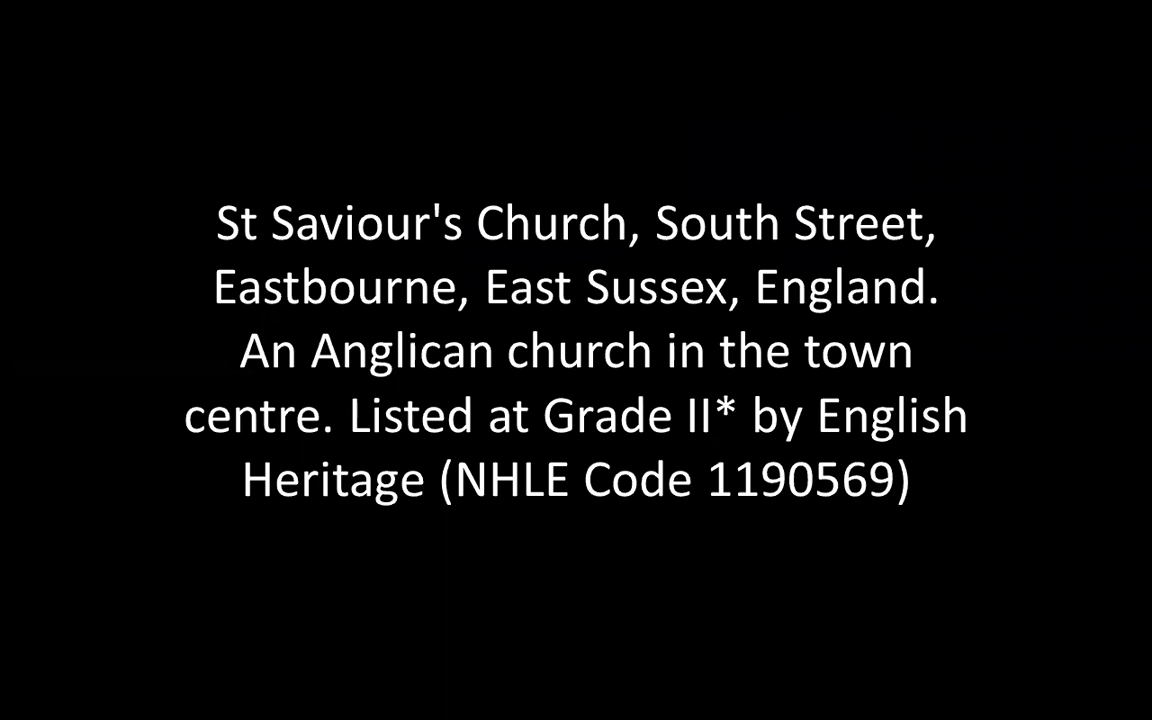 St Saviour's Church, South Street,
Eastbourne, East Sussex, England.
An Anglican church in the town
centre. Listed at Grade II* by English
Heritage (NHLE Code 1190569)